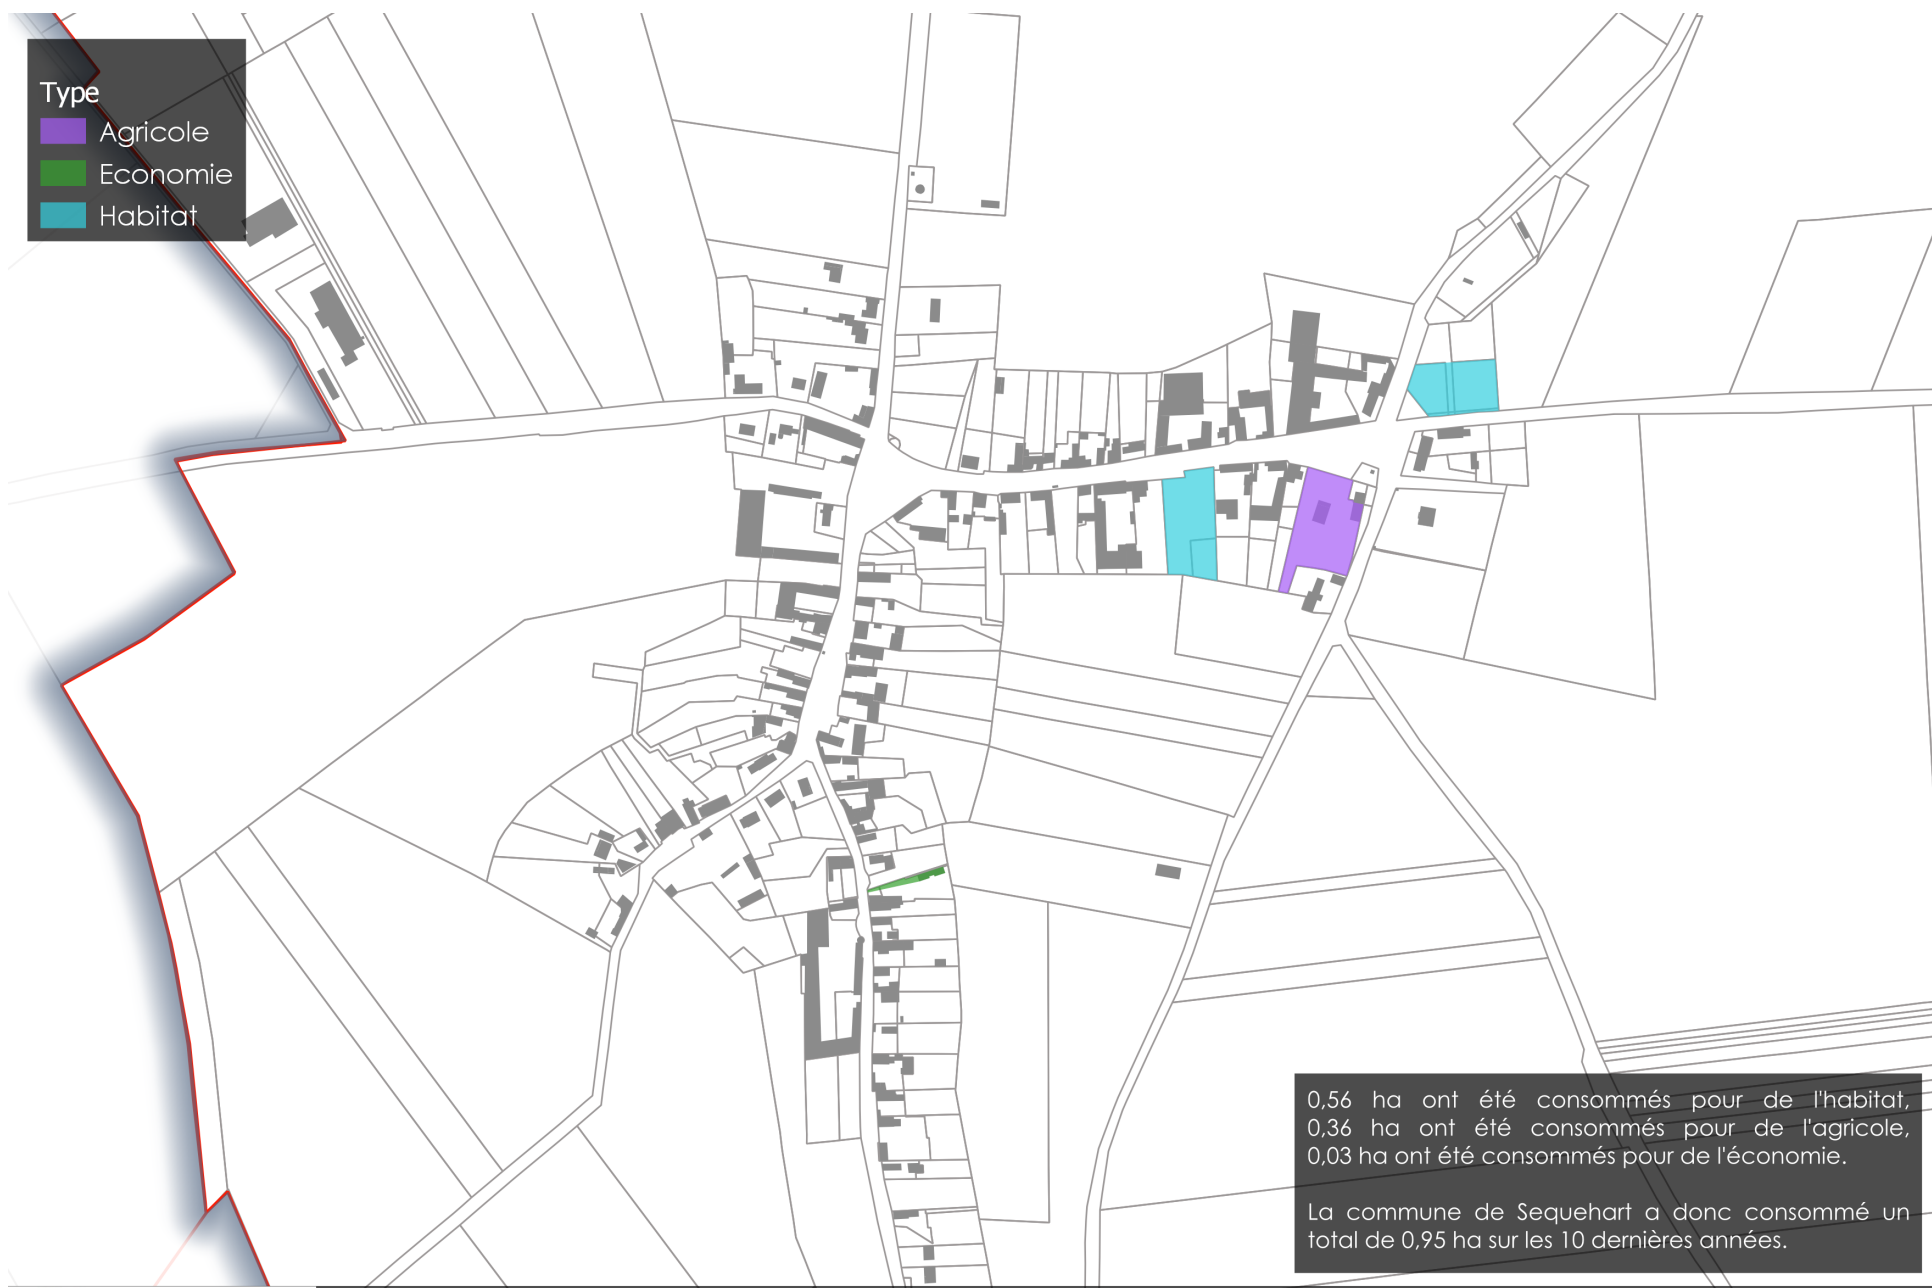 Type
Agricole
Economie
Habitat
0,56 ha ont été consommés pour de l'habitat,
0,36 ha ont été consommés pour de l'agricole,
0,03 ha ont été consommés pour de l'économie.
La commune de Sequehart a donc consommé un
total de 0,95 ha sur les 10 dernières années.